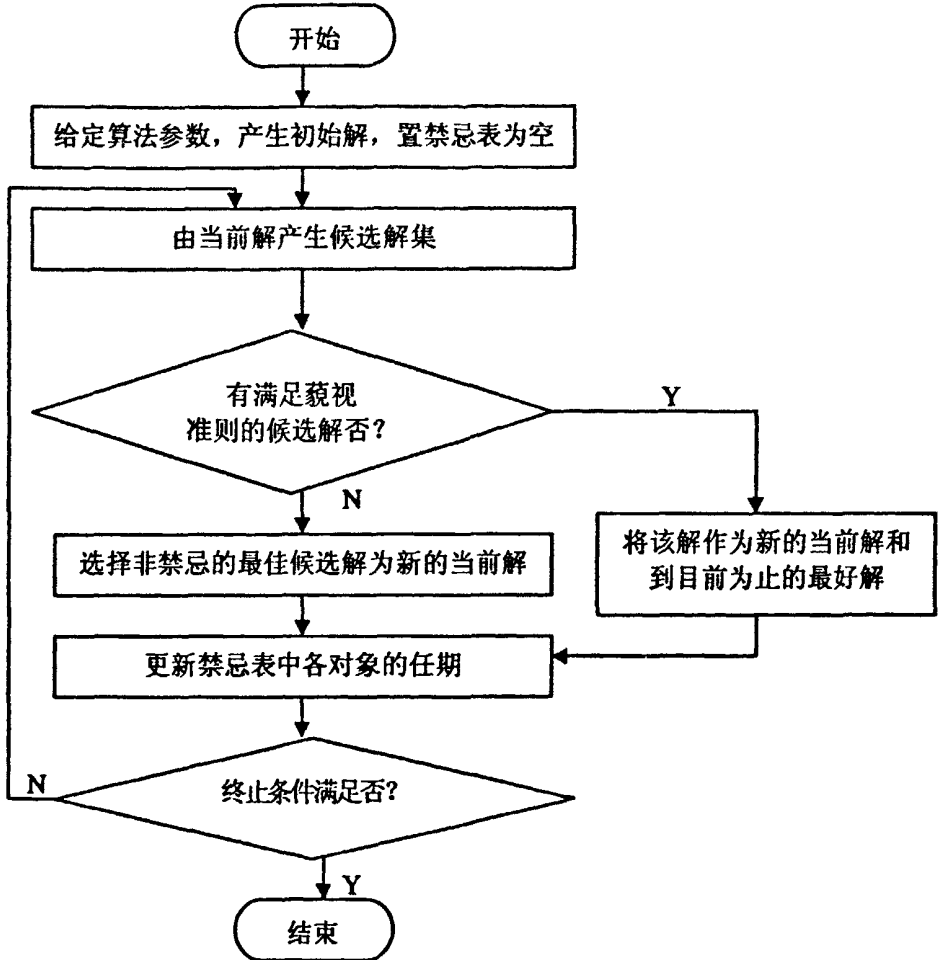 开始
给定算法参数，产生初始解，置禁忌表为空
由当前解产生候选解集
有满足藐视
准则的候选解否？
Y
N
选择非禁忌的最佳候选解为新的当前解
将该解作为新的当前解和
到目前为止的最好解
更新禁忌表中各对象的任期
终止条件满足否？
N
Y
结束